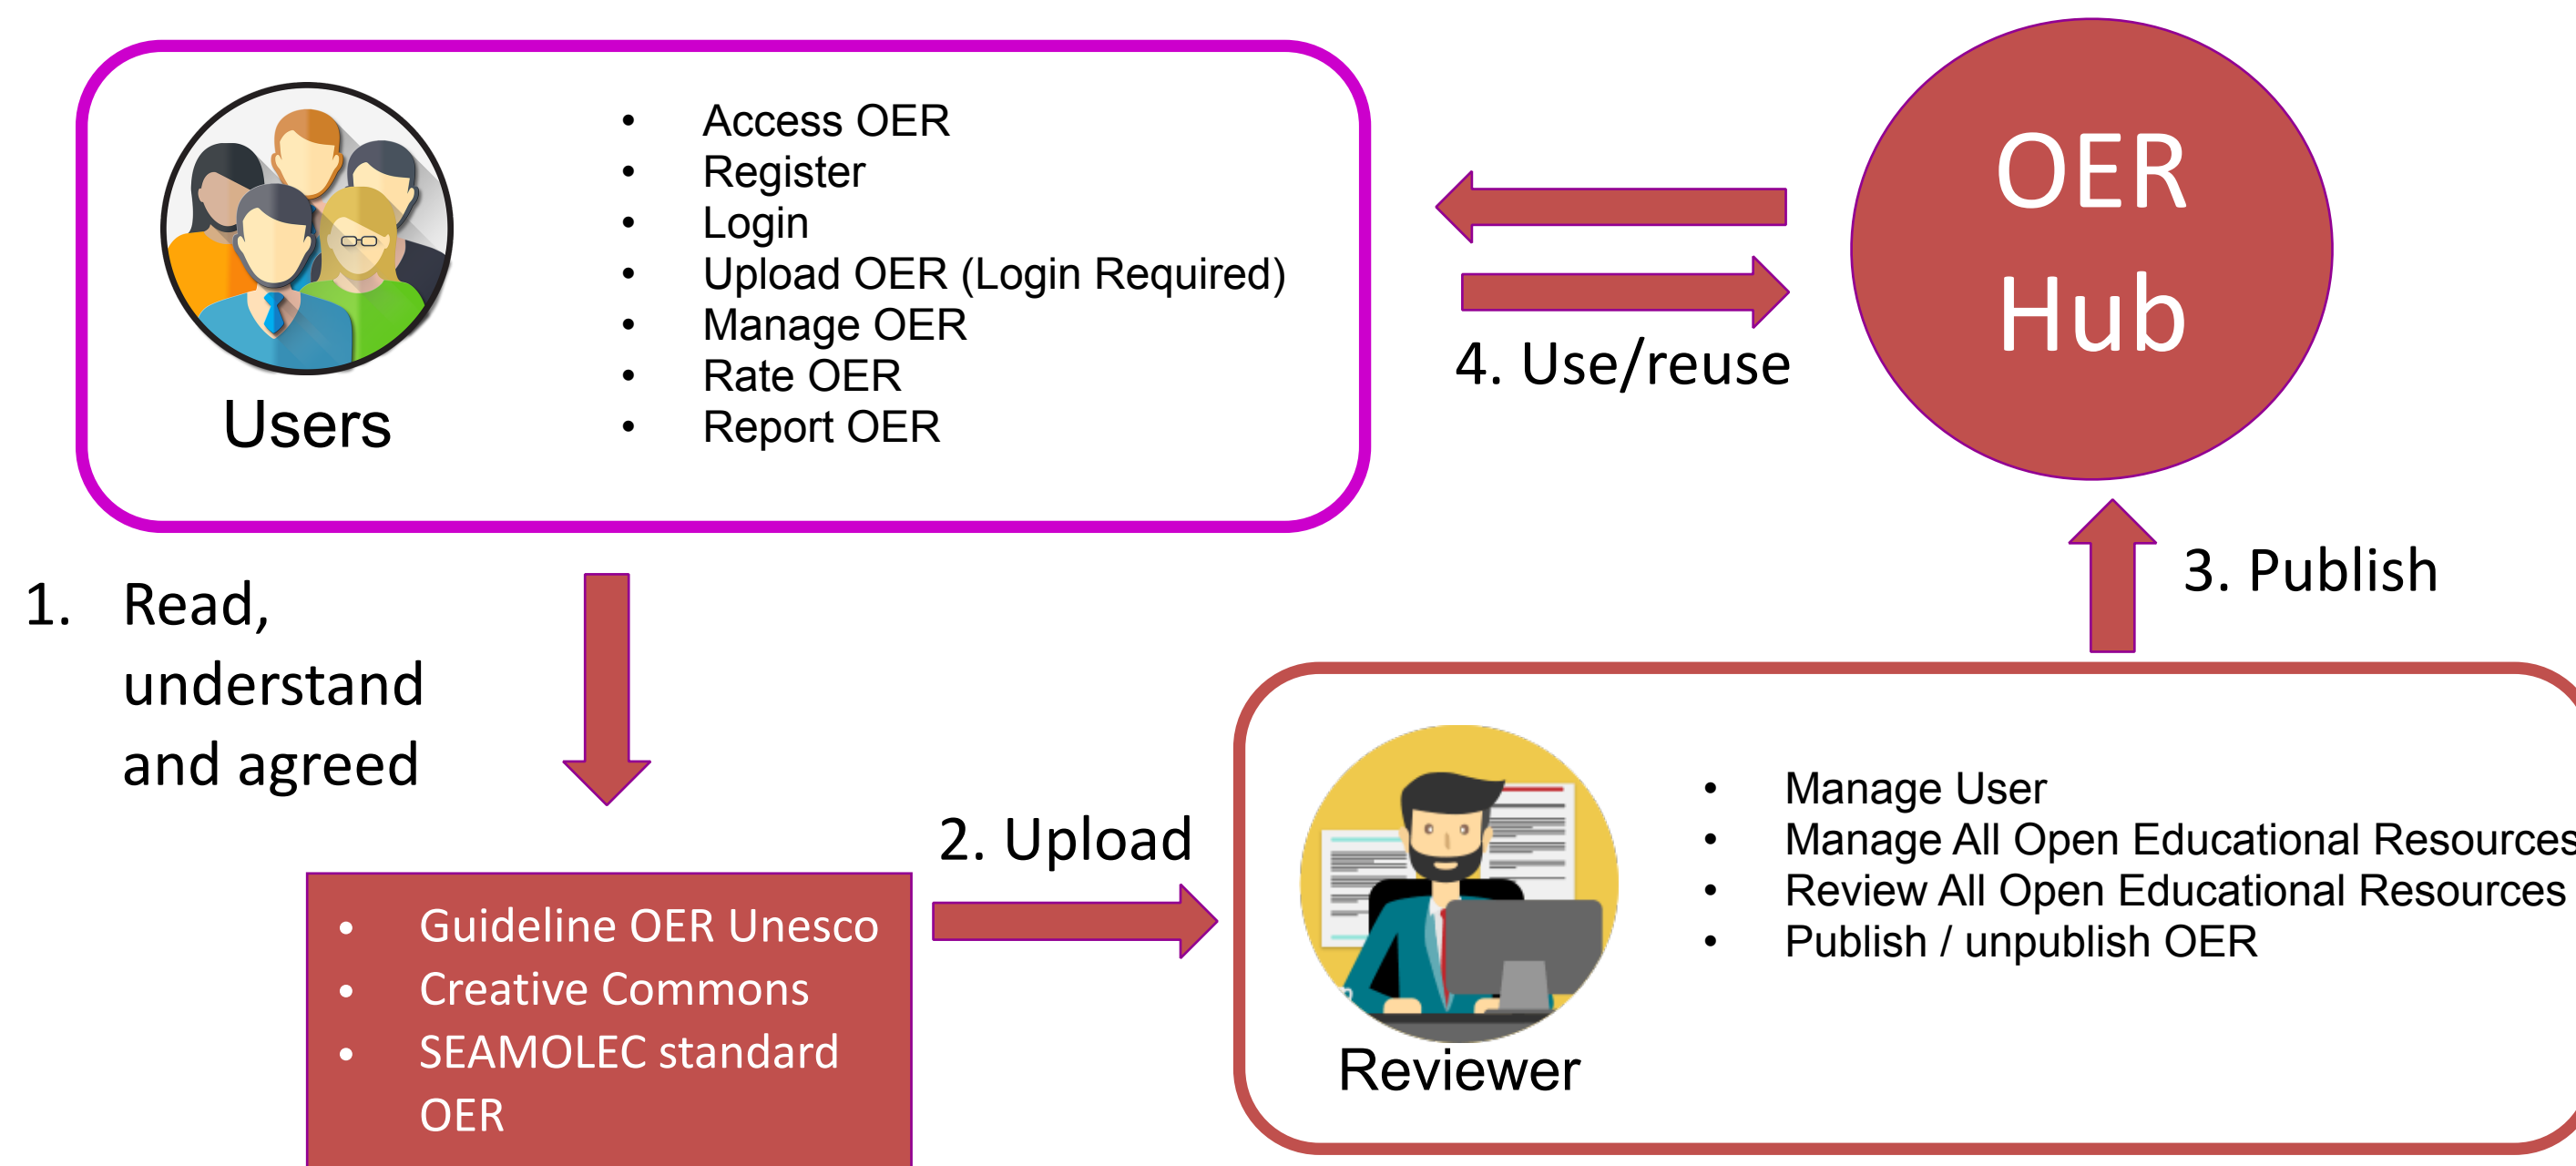 • Access OER
• Register
• Login
• Upload OER (Login Required)
• Manage OER
• Rate OER
• Report OER
Users
OER
Hub
4. Use/reuse
3. Publish
1. Read,
understand
and agreed
2. Upload
• Guideline OER Unesco
• Creative Commons
• SEAMOLEC standard
OER
• Manage User
• Manage All Open Educational Resources
• Review All Open Educational Resources
• Publish / unpublish OER
Reviewer